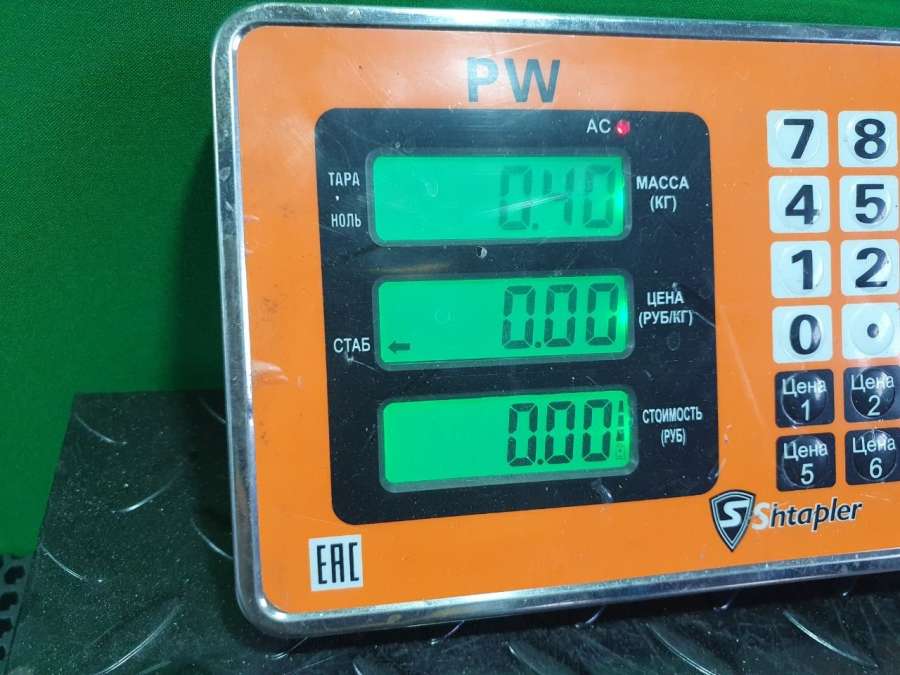 PW
AC
ТАРА
НОЛЬ
0.40
МАССА
(КГ)
СТАБ
0.00
ЦЕНА
(РУБ/КГ)
0.00
СТОИМОСТЬ
(РУБ)
7 8
4 5
1 2
0 .
Цена 1
Цена 2
Цена 5
Цена 6
S Shtapler
EAC